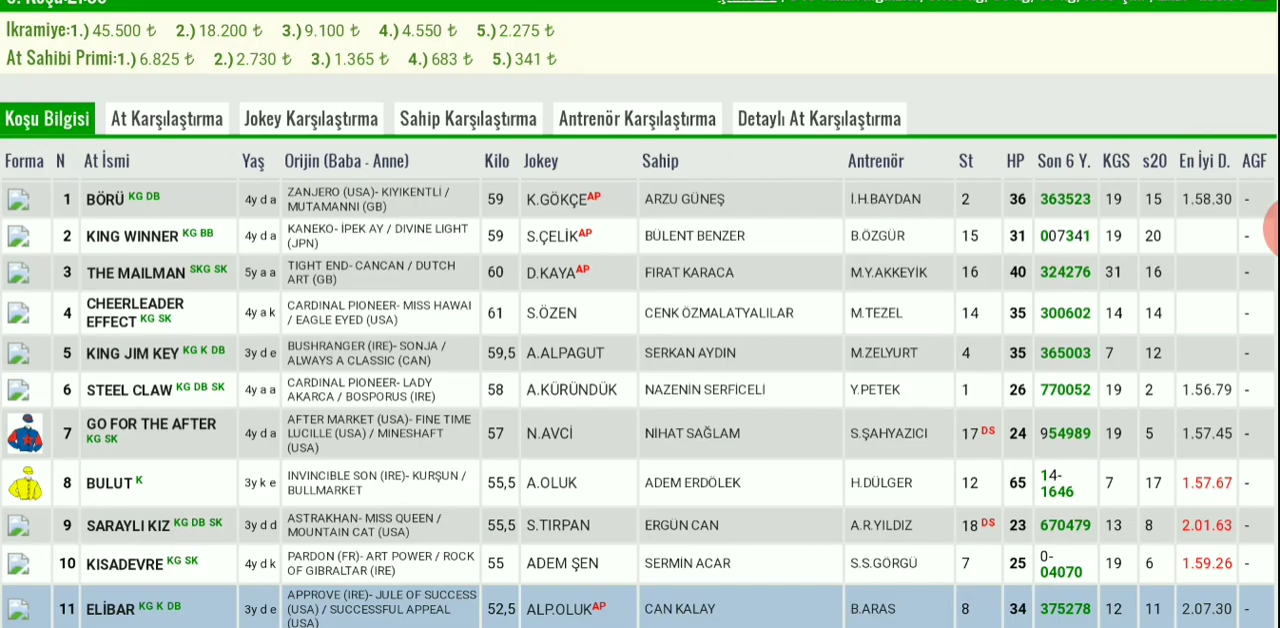 İkramiye:1.) 45.500 ₺ 2.) 18.200 ₺ 3.) 9.100 ₺ 4.) 4.550 ₺ 5.) 2.275 ₺
At Sahibi Primi:1.) 6.825 ₺ 2.) 2.730 ₺ 3.) 1.365 ₺ 4.) 683 ₺ 5.) 341 ₺
Koşu Bilgisi At Karşılaştırma Jokey Karşılaştırma Sahip Karşılaştırma Antrenör Karşılaştırma Detaylı At Karşılaştırma
Forma N At İsmi Yaş Orijin (Baba - Anne) Kilo Jokey Sahip Antrenör St HP Son 6 Y. KGS s20 En İyi D. AGF
1 BÖRÜ KG DB 4y d a ZANJERO (USA)- KIYIKENTLİ / MUTAMANNI (GB) 59 K.GÖKÇE AP ARZU GÜNEŞ İ.H.BAYDAN 2 36 363523 19 15 1.58.30 -
2 KING WINNER KG BB 4y d a KANEKO- İPEK AY / DIVINE LIGHT (JPN) 59 S.ÇELİK AP BÜLENT BENZER B.ÖZGÜR 15 31 007341 19 20 -
3 THE MAILMAN SKG SK 5y a a TIGHT END- CANCAN / DUTCH ART (GB) 60 D.KAYA AP FIRAT KARACA M.Y.AKKEYİK 16 40 324276 31 16 -
4 CHEERLEADER EFFECT KG SK 4y a k CARDINAL PIONEER- MISS HAWAI / EAGLE EYED (USA) 61 S.ÖZEN CENK ÖZMALATYALILAR M.TEZEL 14 35 300602 14 14 -
5 KING JIM KEY KG K DB 3y d e BUSHRANGER (IRE)- SONJA / ALWAYS A CLASSIC (CAN) 59,5 A.ALPAGUT SERKAN AYDIN M.ZELYURT 4 35 365003 7 12 -
6 STEEL CLAW KG DB SK 4y a a CARDINAL PIONEER- LADY AKARCA / BOSPORUS (IRE) 58 A.KÜRÜNDÜK NAZENİN SERFİCELİ Y.PETEK 1 26 770052 19 2 1.56.79 -
7 GO FOR THE AFTER KG SK 4y d a AFTER MARKET (USA)- FINE TIME LUCILLE (USA) / MINESHAFT (USA) 57 N.AVCİ NİHAT SAĞLAM S.ŞAHYAZICI 17 DS 24 954989 19 5 1.57.45 -
8 BULUT K 3y k e INVINCIBLE SON (IRE)- KURŞUN / BULLMARKET 55,5 A.OLUK ADEM ERDÖLEK H.DÜLGER 12 65 14-1646 7 17 1.57.67 -
9 SARAYLI KIZ KG DB SK 3y d d ASTRAKHAN- MISS QUEEN / MOUNTAIN CAT (USA) 55,5 S.TIRPAN ERGÜN CAN A.R.YILDIZ 18 DS 23 670479 13 8 2.01.63 -
10 KISADEVRE KG SK 4y d k PARDON (FR)- ART POWER / ROCK OF GIBRALTAR (IRE) 55 ADEM ŞEN SERMİN ACAR S.S.GÖRGÜ 7 25 0-04070 19 6 1.59.26 -
11 ELİBAR KG K DB 3y d e APPROVE (IRE)- JULE OF SUCCESS (USA) / SUCCESSFUL APPEAL (USA) 52,5 ALP.OLUK AP CAN KALAY B.ARAS 8 34 375278 12 11 2.07.30 -